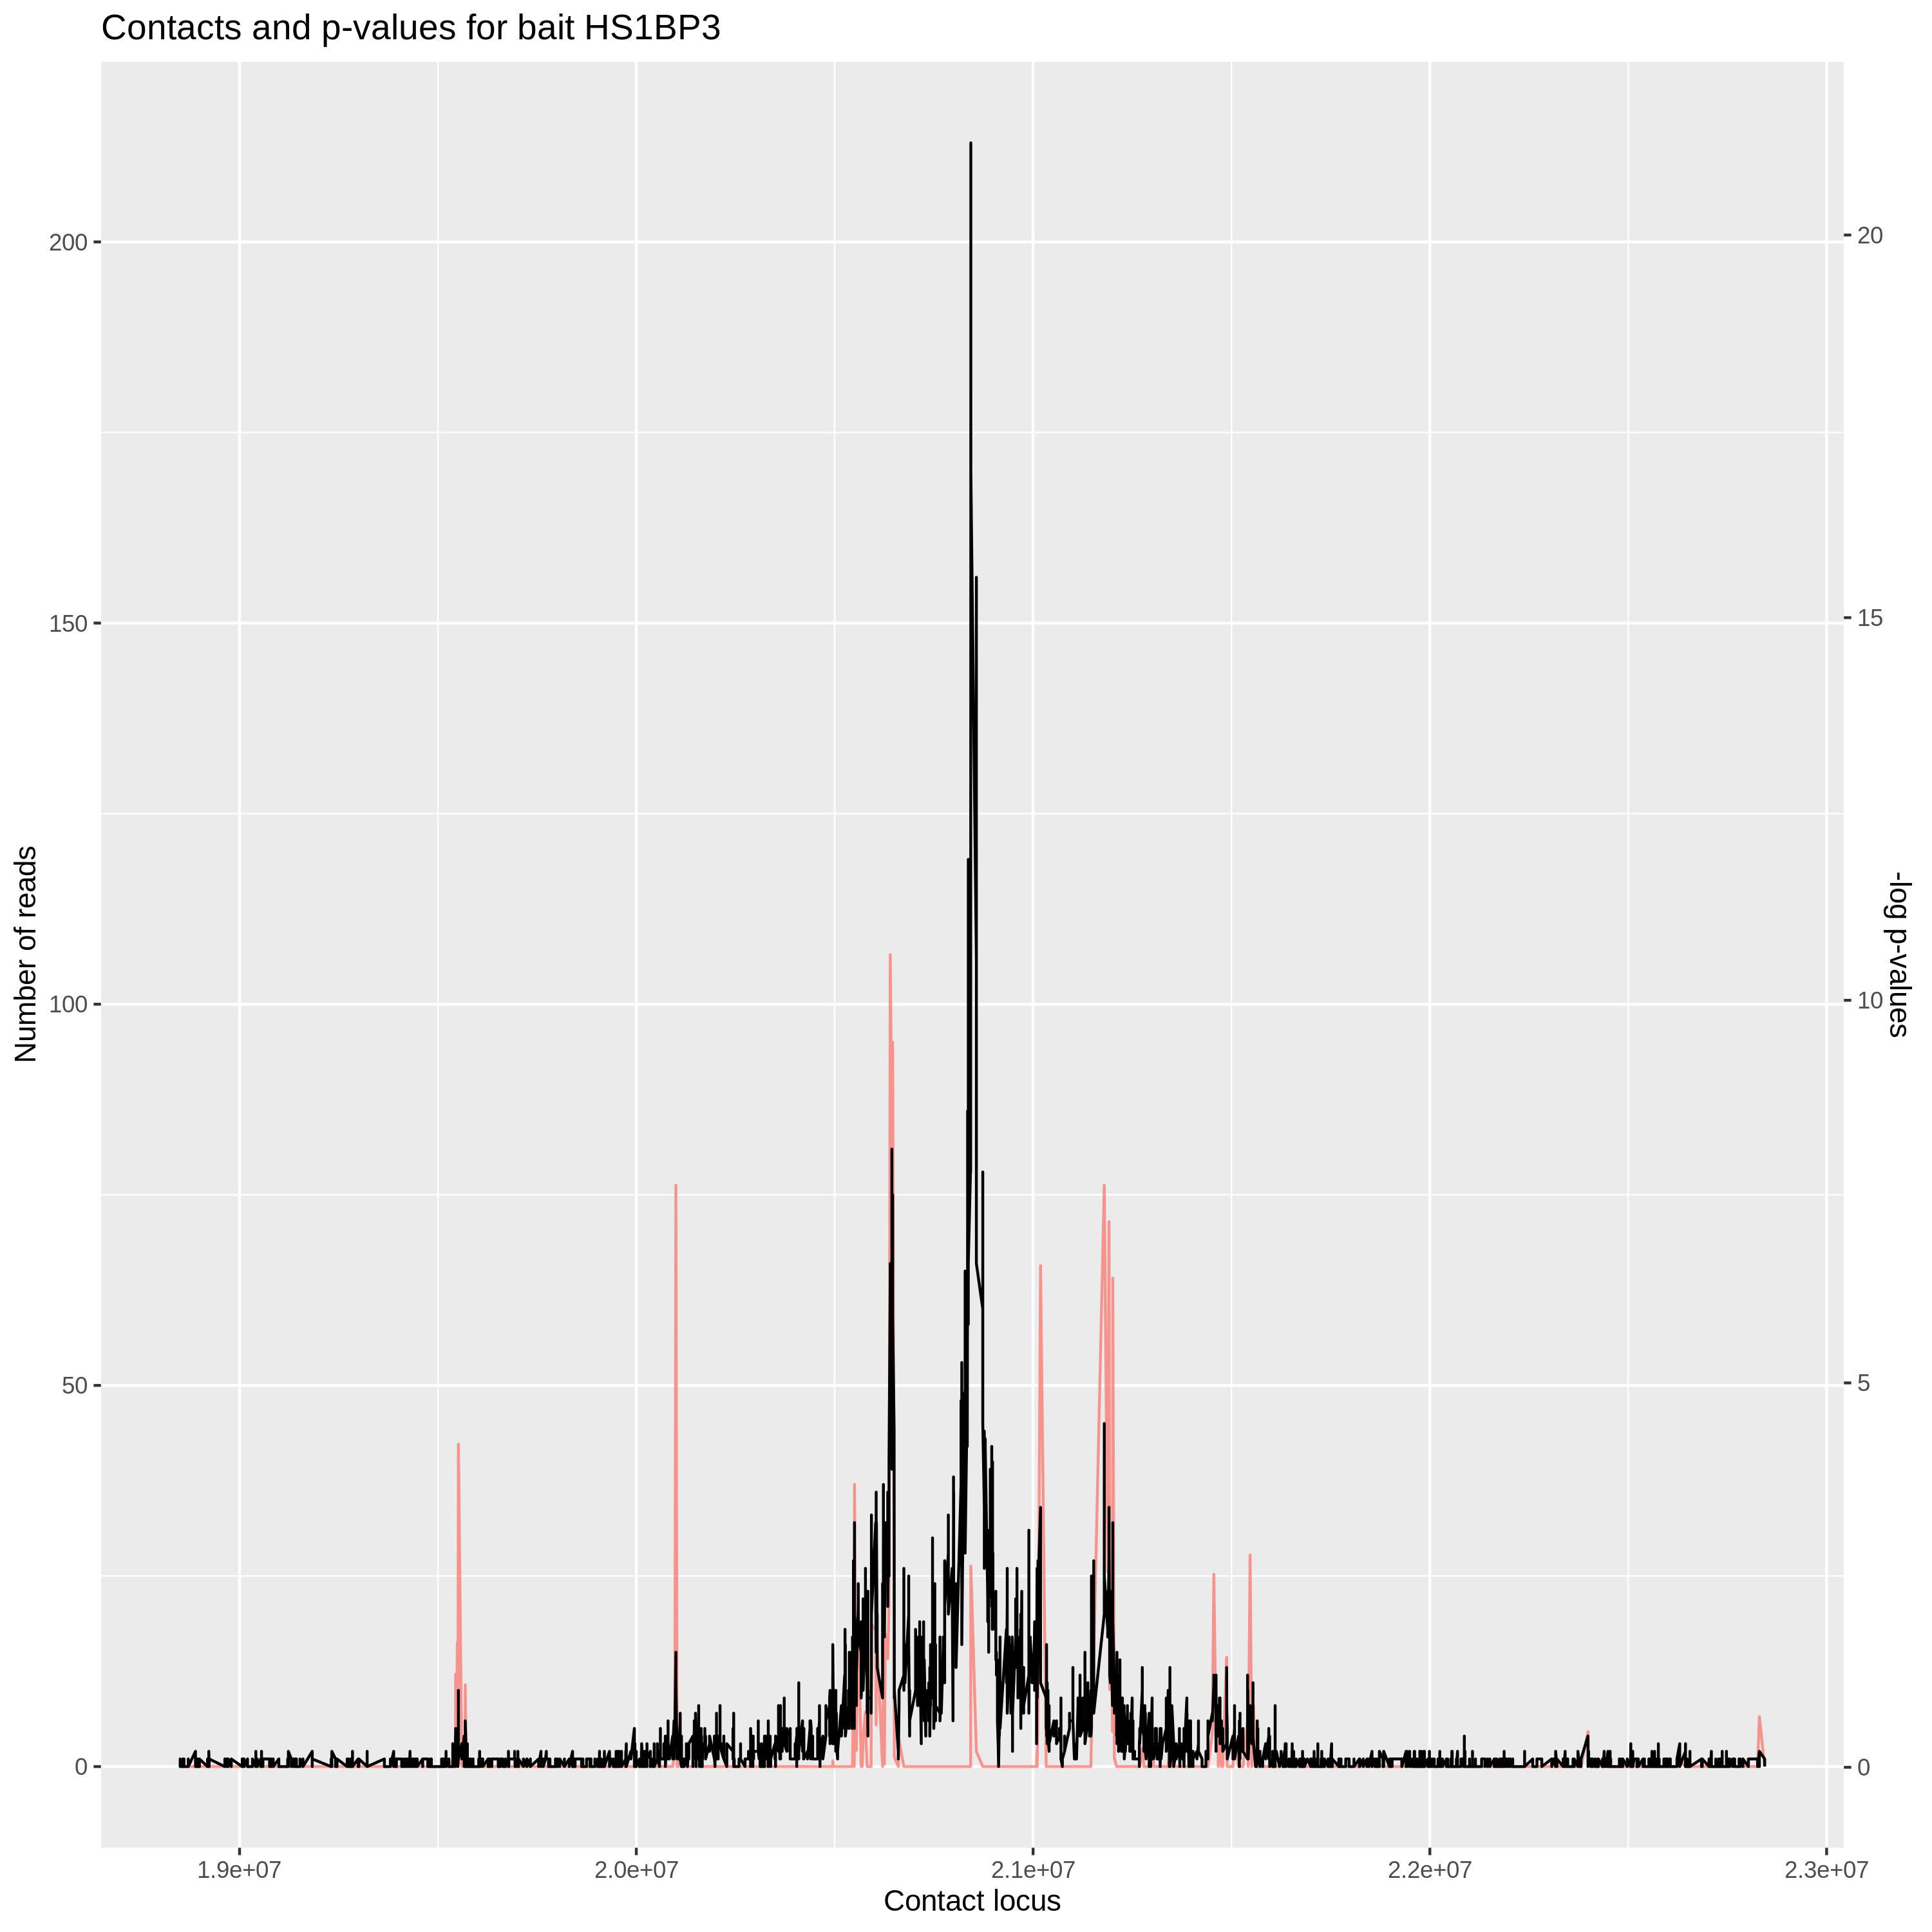 Contacts and p-values for bait HS1BP3
Number of reads
200
150
100
50
0
20
15
10
5
0
-log p-values
1.9e+07 2.0e+07 2.1e+07 2.2e+07 2.3e+07
Contact locus